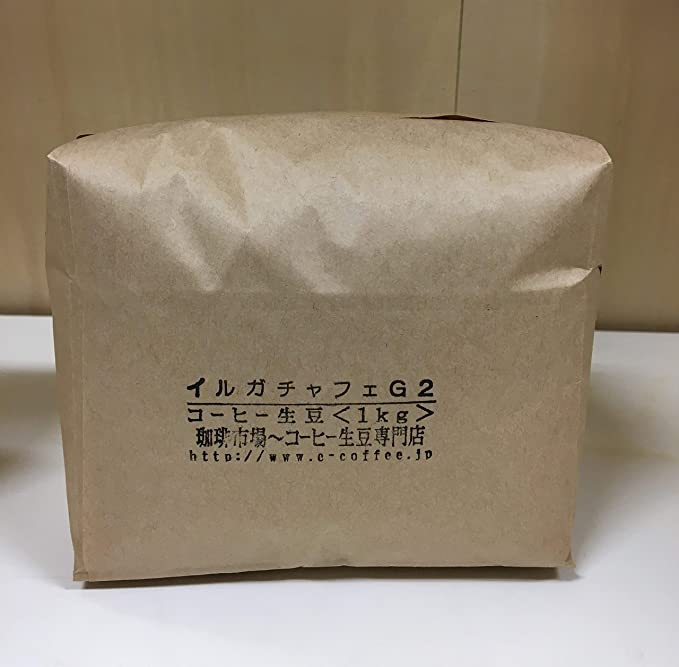 イルガチャフェG2
コーヒー生豆<1kg>
珈琲市場～コーヒー生豆専門店
http://www.c-coffee.jp